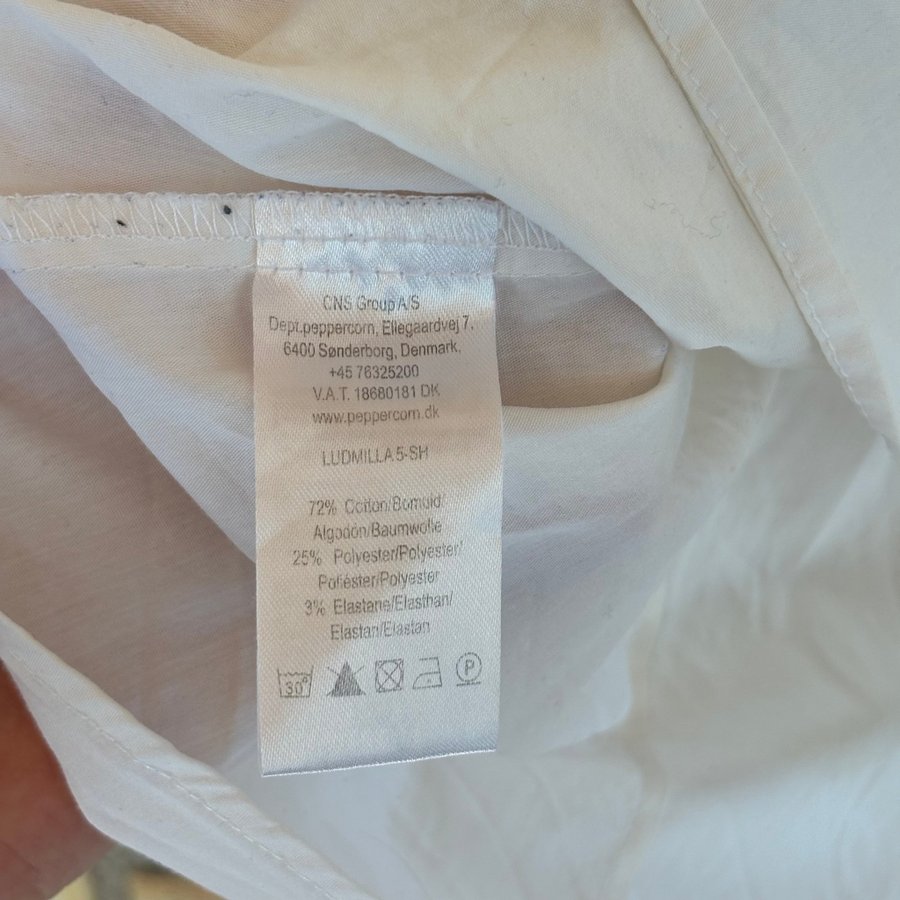 CNS Group A/S
Dept.peppercorn, Ellegaardvej 7,
6400 Sønderborg, Denmark.
+45 76325200
V.A.T. 18680181 DK
www.peppercorn.dk
LUDMILLA 5-SH
72% Cotton/Bomuld/
Algodón/Baumwolle
25% Polyester/Polyester/
Poliéster/Polyester
3% Elastane/Elasthan/
Elastan/Elastan
30° P